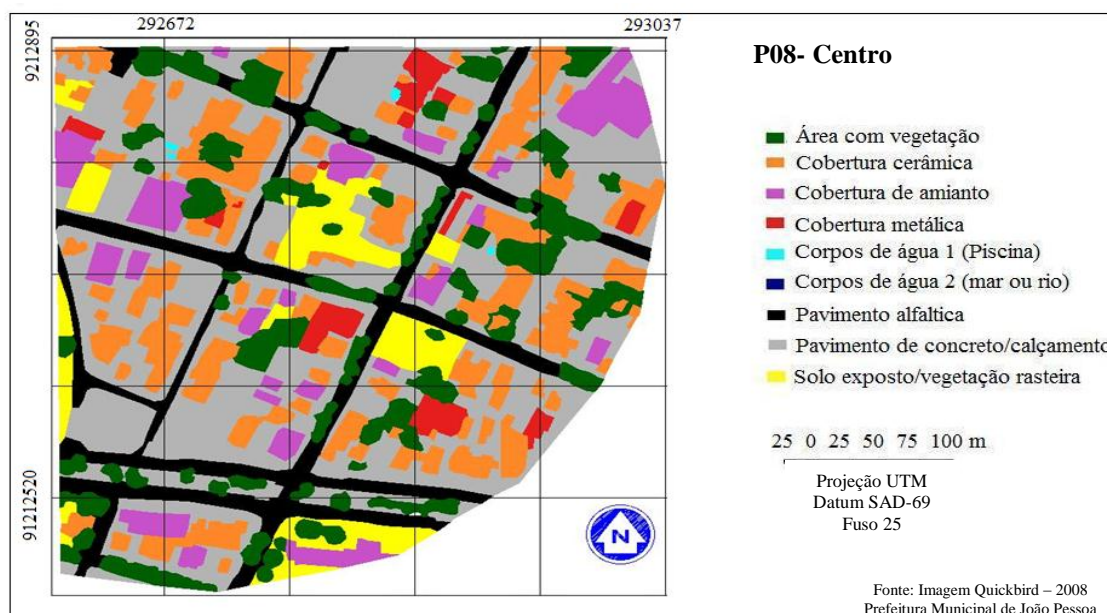 292672
293037
9212895
91212520
N
P08- Centro
Área com vegetação
Cobertura cerâmica
Cobertura de amianto
Cobertura metálica
Corpos de água 1 (Piscina)
Corpos de água 2 (mar ou rio)
Pavimento alfaltica
Pavimento de concreto/calçamento
Solo exposto/vegetação rasteira
25 0 25 50 75 100 m
Projeção UTM
Datum SAD-69
Fuso 25
Fonte: Imagem Quickbird – 2008
Prefeitura Municipal de João Pessoa